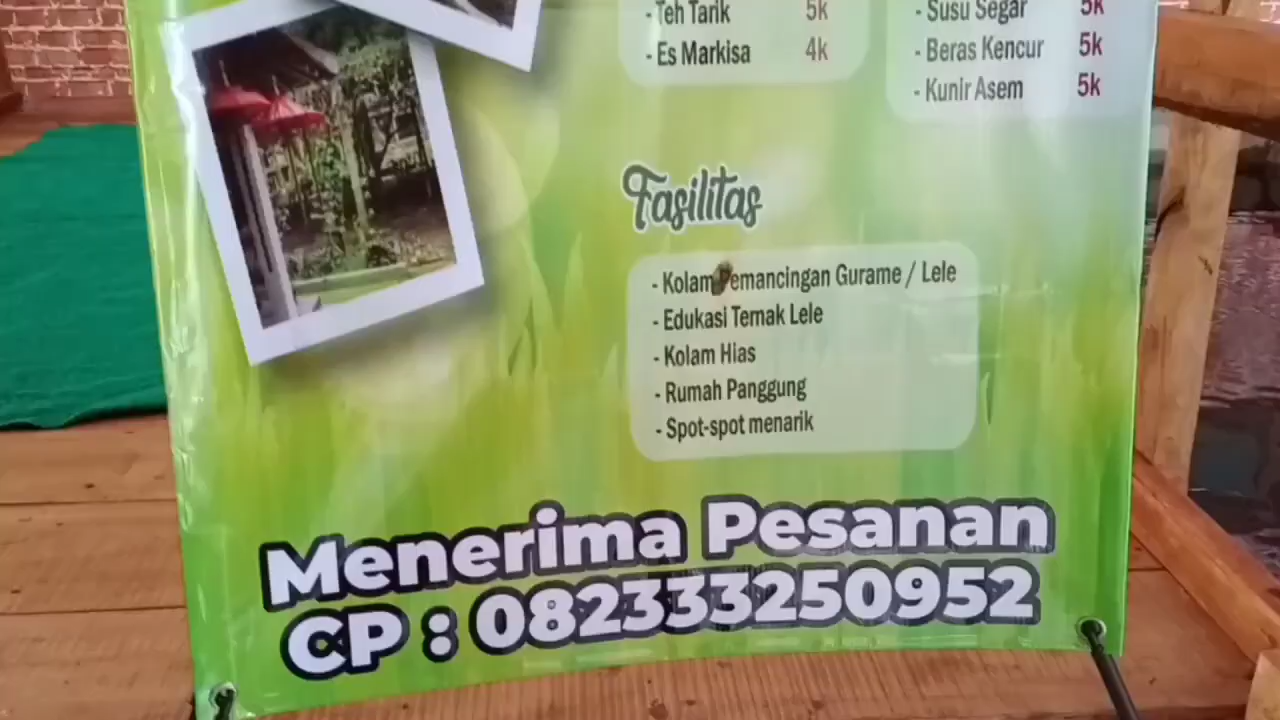 - Teh Tarik 5k
- Es Markisa 4k
- Susu Segar 5k
- Beras Kencur 5k
- Kunir Asem 5k
Fasilitas
- Kolam Pemancingan Gurame / Lele
- Edukasi Ternak Lele
- Kolam Hias
- Rumah Panggung
- Spot-spot menarik
Menerima Pesanan
CP : 082333250952